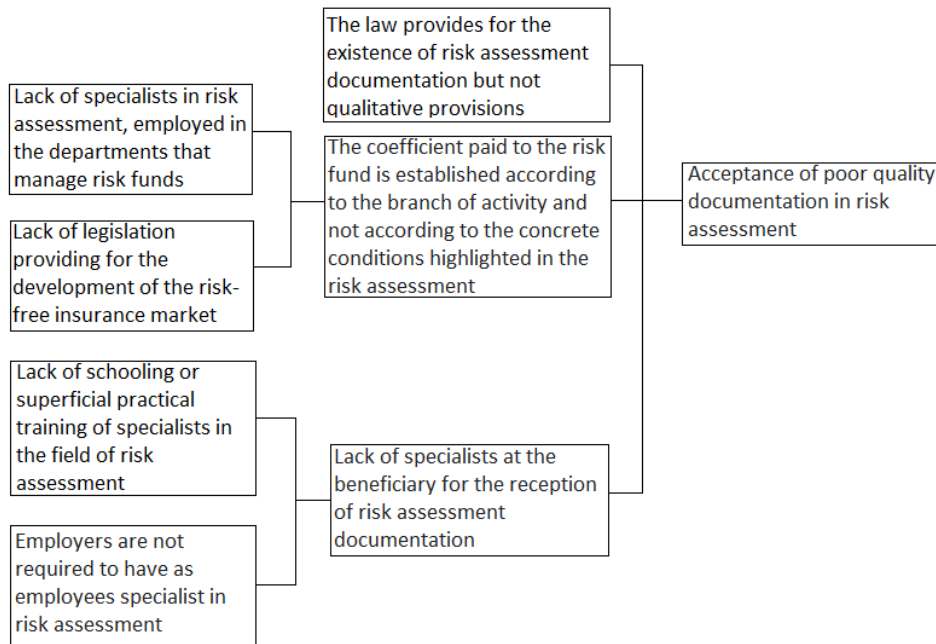 The law provides for the
existence of risk assessment
documentation but not
qualitative provisions
Lack of specialists in risk
assessment, employed in
the departments that
manage risk funds
The coefficient paid to the risk
fund is established according
to the branch of activity and
not according to the concrete
conditions highlighted in the
risk assessment
Acceptance of poor quality
documentation in risk
assessment
Lack of legislation
providing for the
development of the risk-
free insurance market
Lack of schooling or
superficial practical
training of specialists in
the field of risk
assessment
Lack of specialists at the
beneficiary for the reception
of risk assessment
documentation
Employers are not
required to have as
employees specialist in
risk assessment